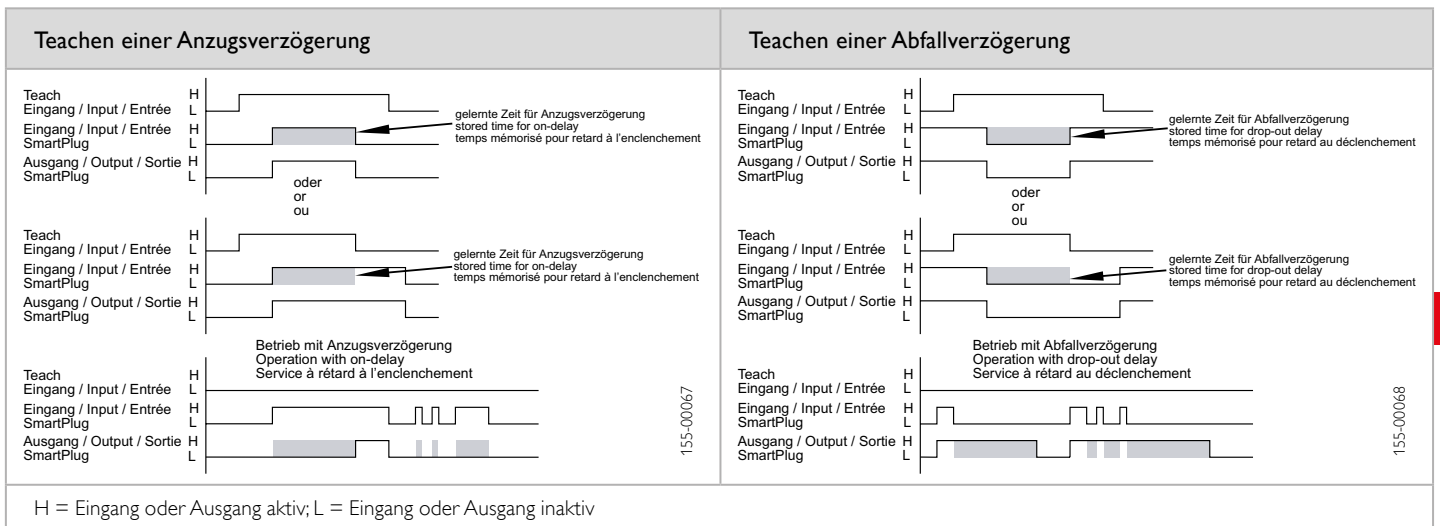 Teachen einer Anzugsverzögerung
Teach H
Eingang / Input / Entrée L
Eingang / Input / Entrée H
SmartPlug L
Ausgang / Output / Sortie H
SmartPlug L
gelernte Zeit für Anzugsverzögerung
stored time for on-delay
temps mémorisé pour retard à l'enclenchement
oder
or
ou
Teach H
Eingang / Input / Entrée L
Eingang / Input / Entrée H
SmartPlug L
Ausgang / Output / Sortie H
SmartPlug L
gelernte Zeit für Anzugsverzögerung
stored time for on-delay
temps mémorisé pour retard à l'enclenchement
Betrieb mit Anzugsverzögerung
Operation with on-delay
Service à rétard à l'enclenchement
Teach H
Eingang / Input / Entrée L
Eingang / Input / Entrée H
SmartPlug L
Ausgang / Output / Sortie H
SmartPlug L
155-00067
Teachen einer Abfallverzögerung
Teach H
Eingang / Input / Entrée L
Eingang / Input / Entrée H
SmartPlug L
Ausgang / Output / Sortie H
SmartPlug L
gelernte Zeit für Abfallverzögerung
stored time for drop-out delay
temps mémorisé pour retard au déclenchement
oder
or
ou
Teach H
Eingang / Input / Entrée L
Eingang / Input / Entrée H
SmartPlug L
Ausgang / Output / Sortie H
SmartPlug L
gelernte Zeit für Abfallverzögerung
stored time for drop-out delay
temps mémorisé pour retard au déclenchement
Betrieb mit Abfallverzögerung
Operation with drop-out delay
Service à rétard au déclenchement
Teach H
Eingang / Input / Entrée L
Eingang / Input / Entrée H
SmartPlug L
Ausgang / Output / Sortie H
SmartPlug L
155-00068
H = Eingang oder Ausgang aktiv; L = Eingang oder Ausgang inaktiv